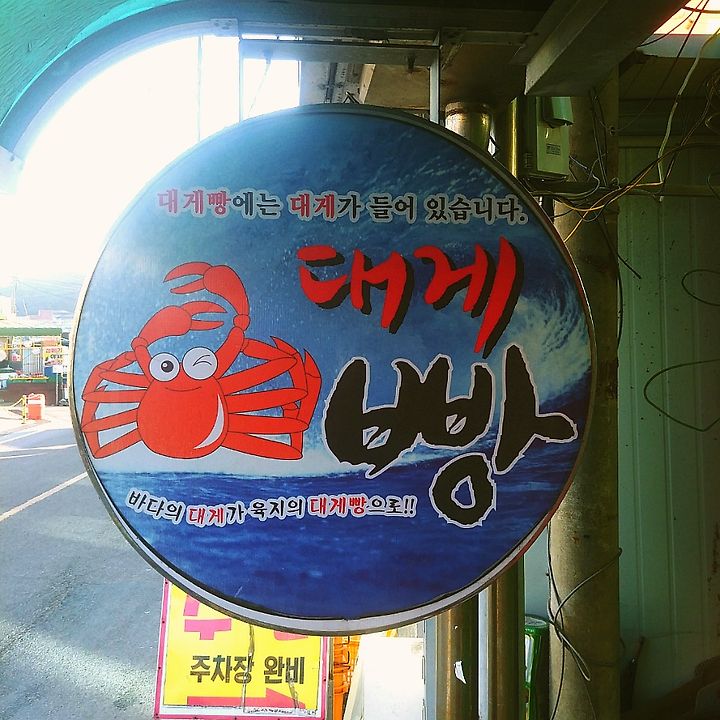 대게빵에는 대게가 들어 있습니다.
대게
빵
바다의 대게가 육지의 대게빵으로!!
주차장 완비